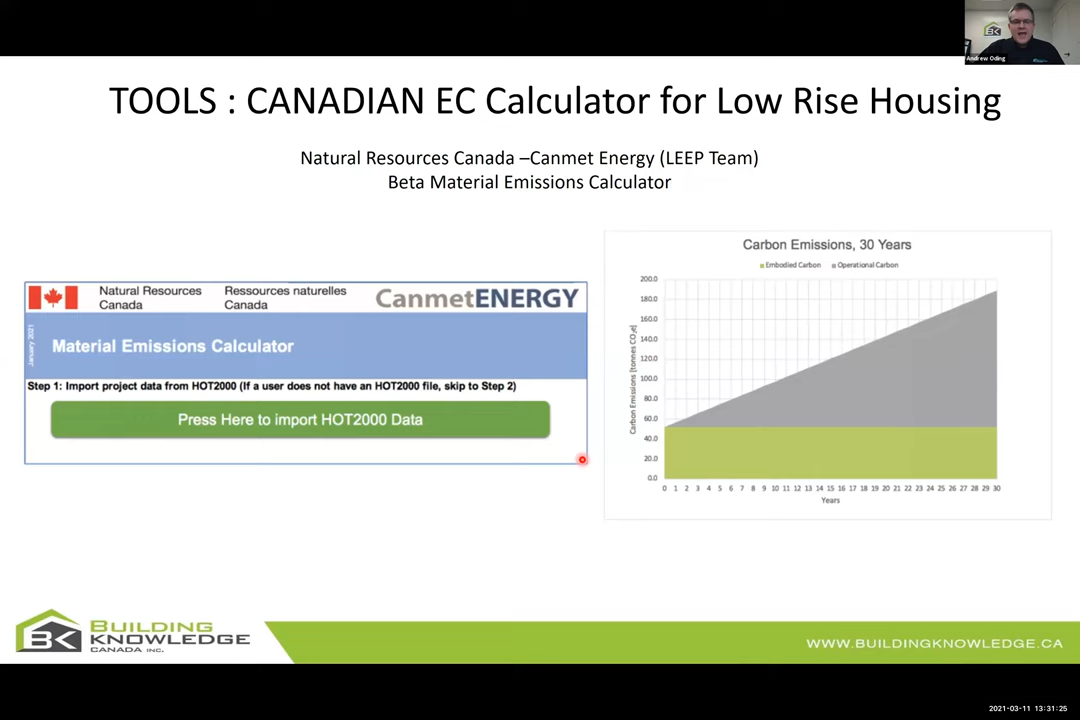 BK
Andrew Oding
TOOLS : CANADIAN EC Calculator for Low Rise Housing
Natural Resources Canada –Canmet Energy (LEEP Team)
Beta Material Emissions Calculator
Natural Resources Canada
Ressources naturelles Canada
CanmetENERGY
January 2021
Material Emissions Calculator
Step 1: Import project data from HOT2000 (If a user does not have an HOT2000 file, skip to Step 2)
Press Here to import HOT2000 Data
Carbon Emissions, 30 Years
Embodied Carbon Operational Carbon
Carbon Emissions [tonnes CO₂e]
200.0
180.0
160.0
140.0
120.0
100.0
80.0
60.0
40.0
20.0
0.0
0 1 2 3 4 5 6 7 8 9 10 11 12 13 14 15 16 17 18 19 20 21 22 23 24 25 26 27 28 29 30
Years
BK BUILDING
KNOWLEDGE
CANADA INC.
WWW.BUILDINGKNOWLEDGE.CA
2021-03-11 13:31:25